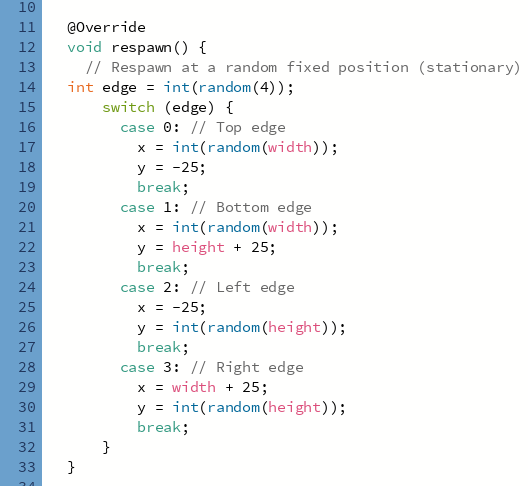 10
11 @Override
12 void respawn() {
13 // Respawn at a random fixed position (stationary)
14 int edge = int(random(4));
15 switch (edge) {
16 case 0: // Top edge
17 x = int(random(width));
18 y = -25;
19 break;
20 case 1: // Bottom edge
21 x = int(random(width));
22 y = height + 25;
23 break;
24 case 2: // Left edge
25 x = -25;
26 y = int(random(height));
27 break;
28 case 3: // Right edge
29 x = width + 25;
30 y = int(random(height));
31 break;
32 }
33 }